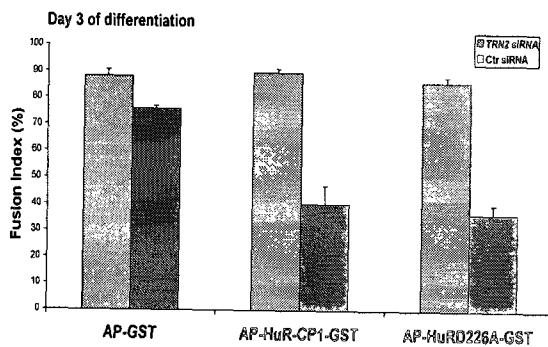 Day 3 of differentiation
TRN2 siRNA
Ctr siRNA
Fusion Index (%)
100
90
80
70
60
50
40
30
20
10
0
AP-GST
AP-HuR-CP1-GST
AP-HuRD226A-GST